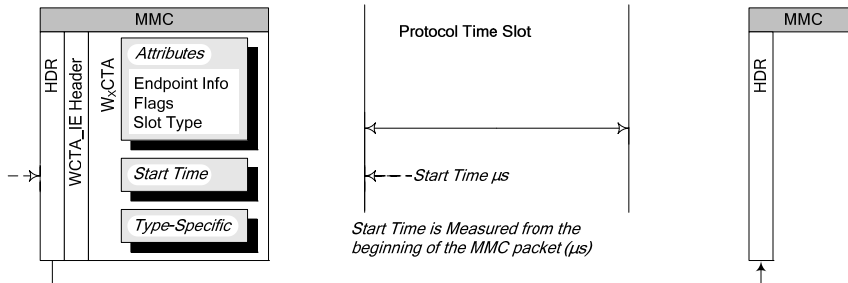 MMC
HDR
WCTA_IE Header
WXCTA
Attributes
Endpoint Info
Flags
Slot Type
Start Time
Type-Specific
Protocol Time Slot
Start Time µs
Start Time is Measured from the
beginning of the MMC packet (µs)
MMC
HDR